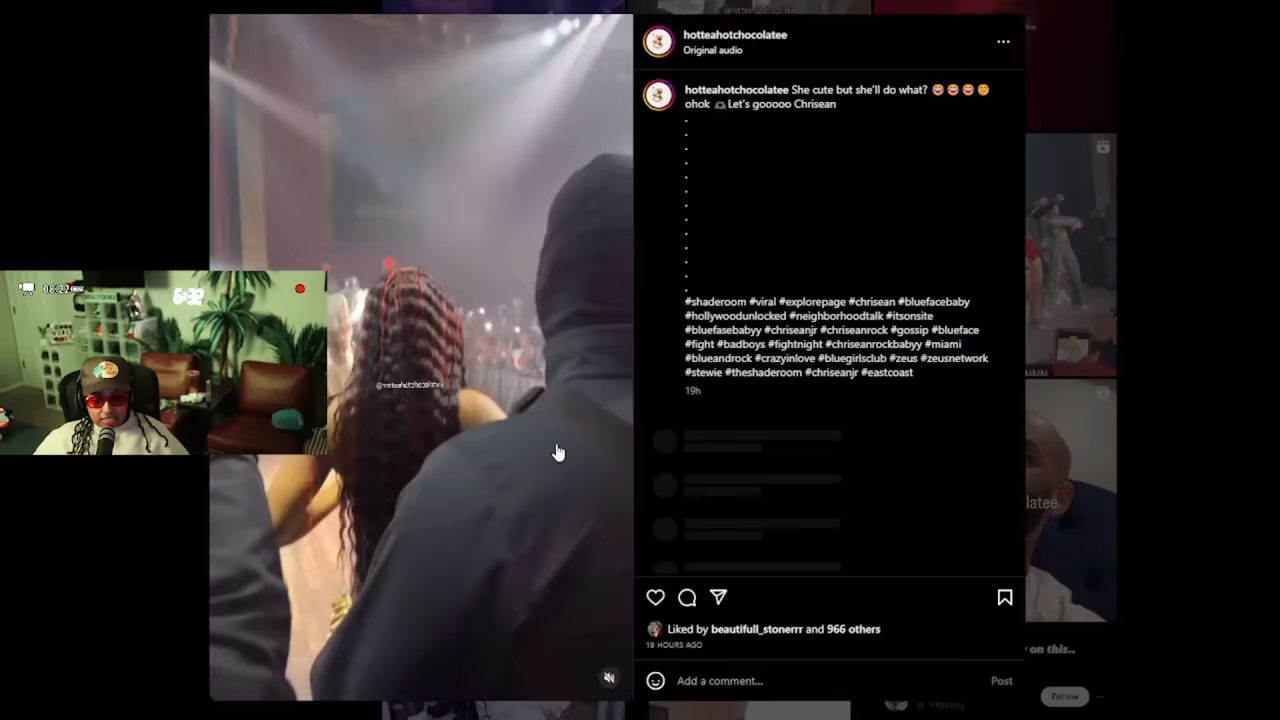 hotteahotchocolatee
Original audio
hotteahotchocolatee She cute but she'll do what? 😂😂😂🤭
ohok 🫶🏿Let's gooooo Chrisean
.
.
.
.
.
.
.
.
.
.
.
.
.
#shaderoom #viral #explorepage #chrisean #bluefacebaby
#hollywoodunlocked #neighborhoodtalk #itsonsite
#bluefasebabyy #chriseanjr #chriseanrock #gossip #blueface
#fight #badboys #fightnight #chriseanrockbabyy #miami
#blueandrock #crazyinlove #bluegirlsclub #zeus #zeusnetwork
#stewie #theshaderoom #chriseanjr #eastcoast
19h
@hotteahotchocolatee
08:22
latee
Liked by beautifull_stonerrr and 966 others
19 HOURS AGO
on this..
Add a comment...
Post
Follow